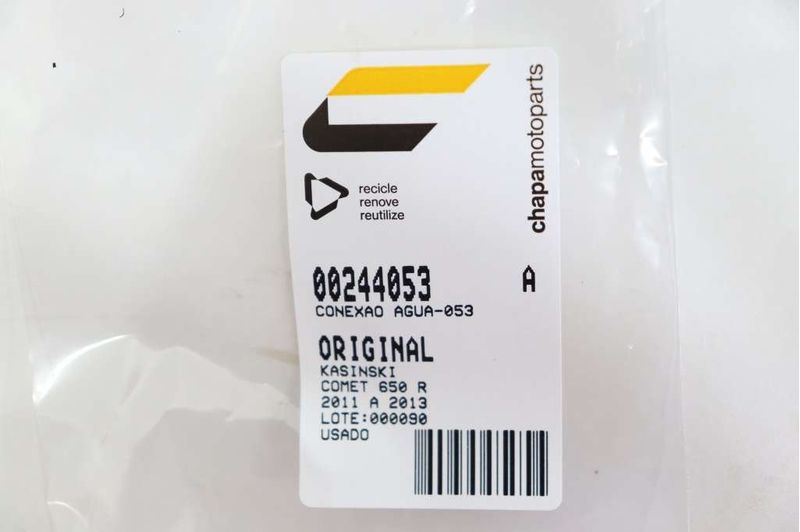 chapamotoparts
recicle
renove
reutilize
00244053 A
CONEXAO AGUA-053
ORIGINAL
KASINSKI
COMET 650 R
2011 A 2013
LOTE:000090
USADO